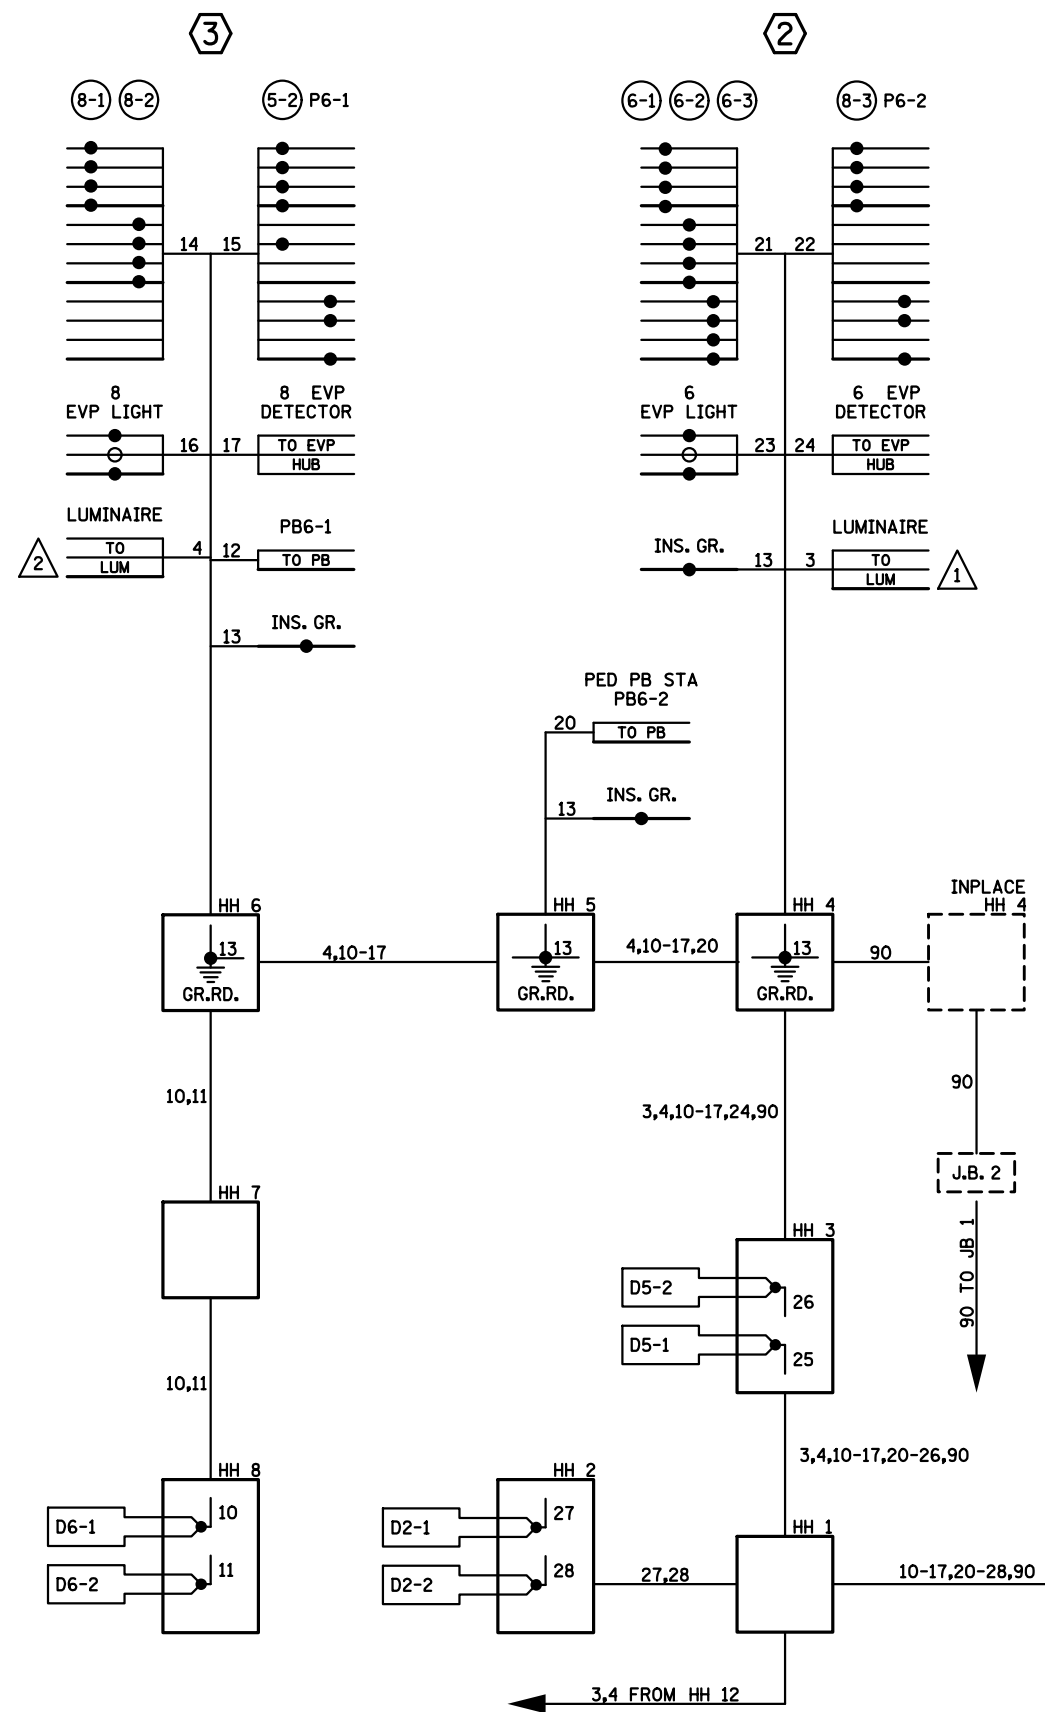 3
2
8-1 8-2 5-2 P6-1
6-1 6-2 6-3 8-3 P6-2
14 15
21 22
8
EVP LIGHT
8 EVP
DETECTOR
6
EVP LIGHT
6 EVP
DETECTOR
16 17
TO EVP
HUB
23 24
TO EVP
HUB
LUMINAIRE
2
TO
LUM
4 12
PB6-1
TO PB
INS. GR.
13 3
LUMINAIRE
TO
LUM
1
13
INS. GR.
PED PB STA
PB6-2
20
TO PB
13
INS. GR.
HH 6
13
GR.RD.
4,10-17
HH 5
13
GR.RD.
4,10-17,20
HH 4
13
GR.RD.
90
INPLACE
HH 4
10,11
3,4,10-17,24,90
90
J.B. 2
90 TO JB 1
HH 7
HH 3
D5-2
26
D5-1
25
10,11
3,4,10-17,20-26,90
HH 8
D6-1
10
D6-2
11
HH 2
D2-1
27
D2-2
28
27,28
HH 1
10-17,20-28,90
3,4 FROM HH 12